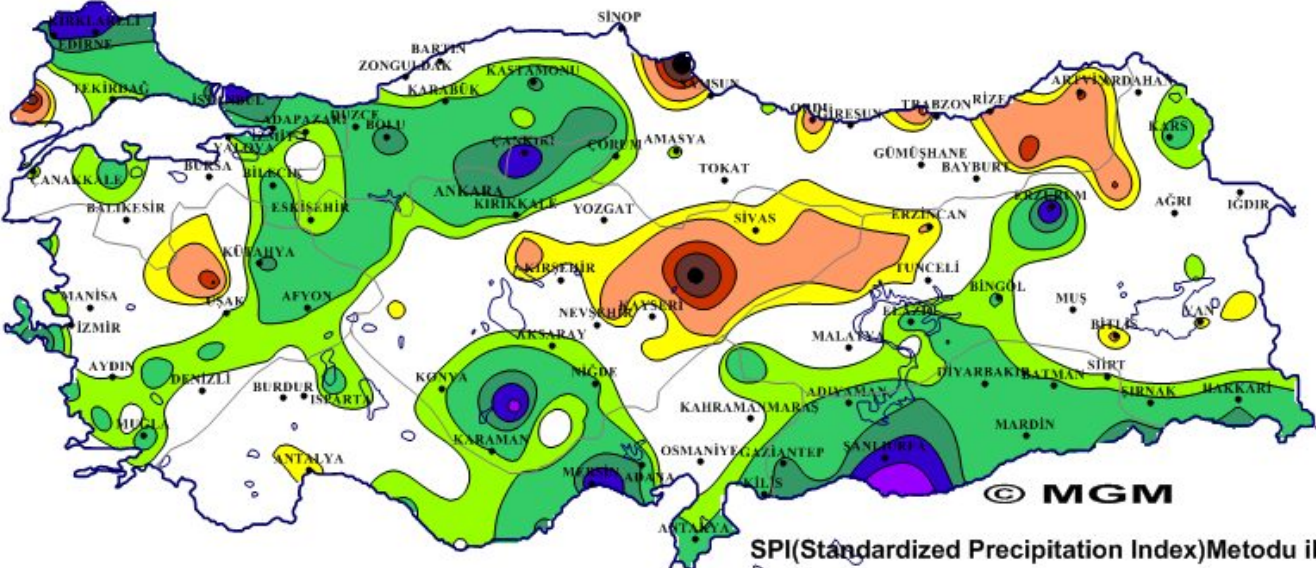 SİNOP
KIRKLARELİ
EDİRNE
BARTIN
ZONGULDAK
KASTAMONU
TEKİRDAĞ
KARABÜK
SAMSUN
ARTVİN
ARDAHAN
İSTANBUL
ORDU
GİRESUN
TRABZON
RİZE
ADAPAZARI
DÜZCE
BOLU
İZMİT
KARS
YALOVA
ÇANKIRI
ÇORUM
AMASYA
GÜMÜŞHANE
BURSA
BİLECİK
TOKAT
BAYBURT
ÇANAKKALE
ANKARA
ERZURUM
AĞRI
IĞDIR
BALIKESİR
ESKİŞEHİR
KIRIKKALE
YOZGAT
SİVAS
ERZİNCAN
KÜTAHYA
KIRŞEHİR
TUNCELİ
BİNGÖL
MUŞ
MANİSA
UŞAK
AFYON
NEVŞEHİR
KAYSERİ
ELAZIĞ
VAN
İZMİR
AKSARAY
MALATYA
BİTLİS
AYDIN
DENİZLİ
BURDUR
ISPARTA
KONYA
NİĞDE
ADIYAMAN
DİYARBAKIR
BATMAN
SİİRT
ŞIRNAK
HAKKARİ
KAHRAMANMARAŞ
MUĞLA
KARAMAN
MARDİN
ANTALYA
OSMANİYE
GAZİANTEP
ŞANLIURFA
MERSİN
ADANA
KİLİS
© MGM
ANTAKYA
SPI(Standardized Precipitation Index)Metodu il